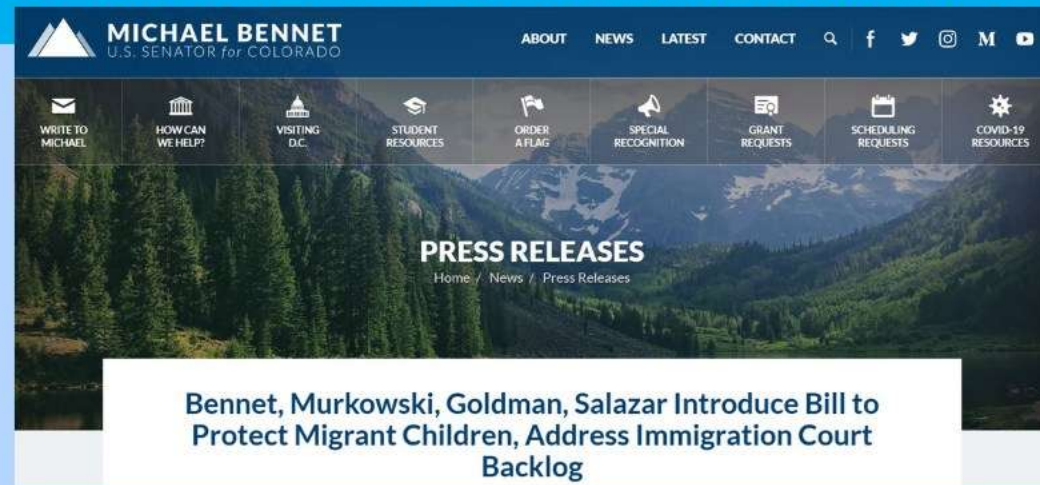 MICHAEL BENNET
U.S. SENATOR for COLORADO
ABOUT NEWS LATEST CONTACT
WRITE TO
MICHAEL
HOW CAN
WE HELP?
VISITING
D.C.
STUDENT
RESOURCES
ORDER
A FLAG
SPECIAL
RECOGNITION
GRANT
REQUESTS
SCHEDULING
REQUESTS
COVID-19
RESOURCES
PRESS RELEASES
Home / News / Press Releases
Bennet, Murkowski, Goldman, Salazar Introduce Bill to
Protect Migrant Children, Address Immigration Court
Backlog